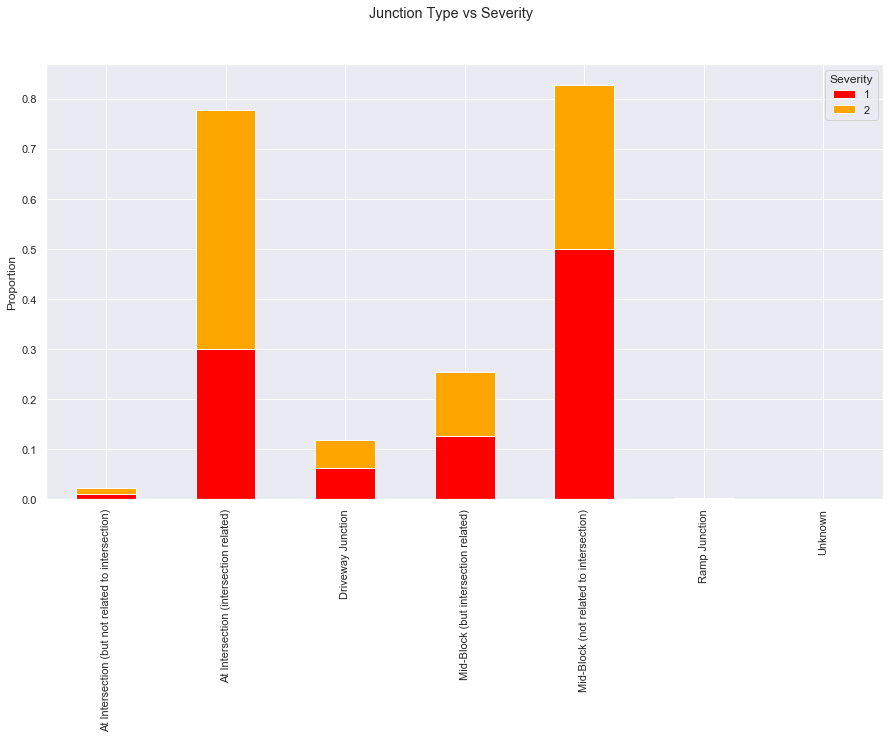 Junction Type vs Severity
Severity
1
2
Proportion
0.8
0.7
0.6
0.5
0.4
0.3
0.2
0.1
0.0
At Intersection (but not related to intersection)
At Intersection (intersection related)
Driveway Junction
Mid-Block (but intersection related)
Mid-Block (not related to intersection)
Ramp Junction
Unknown